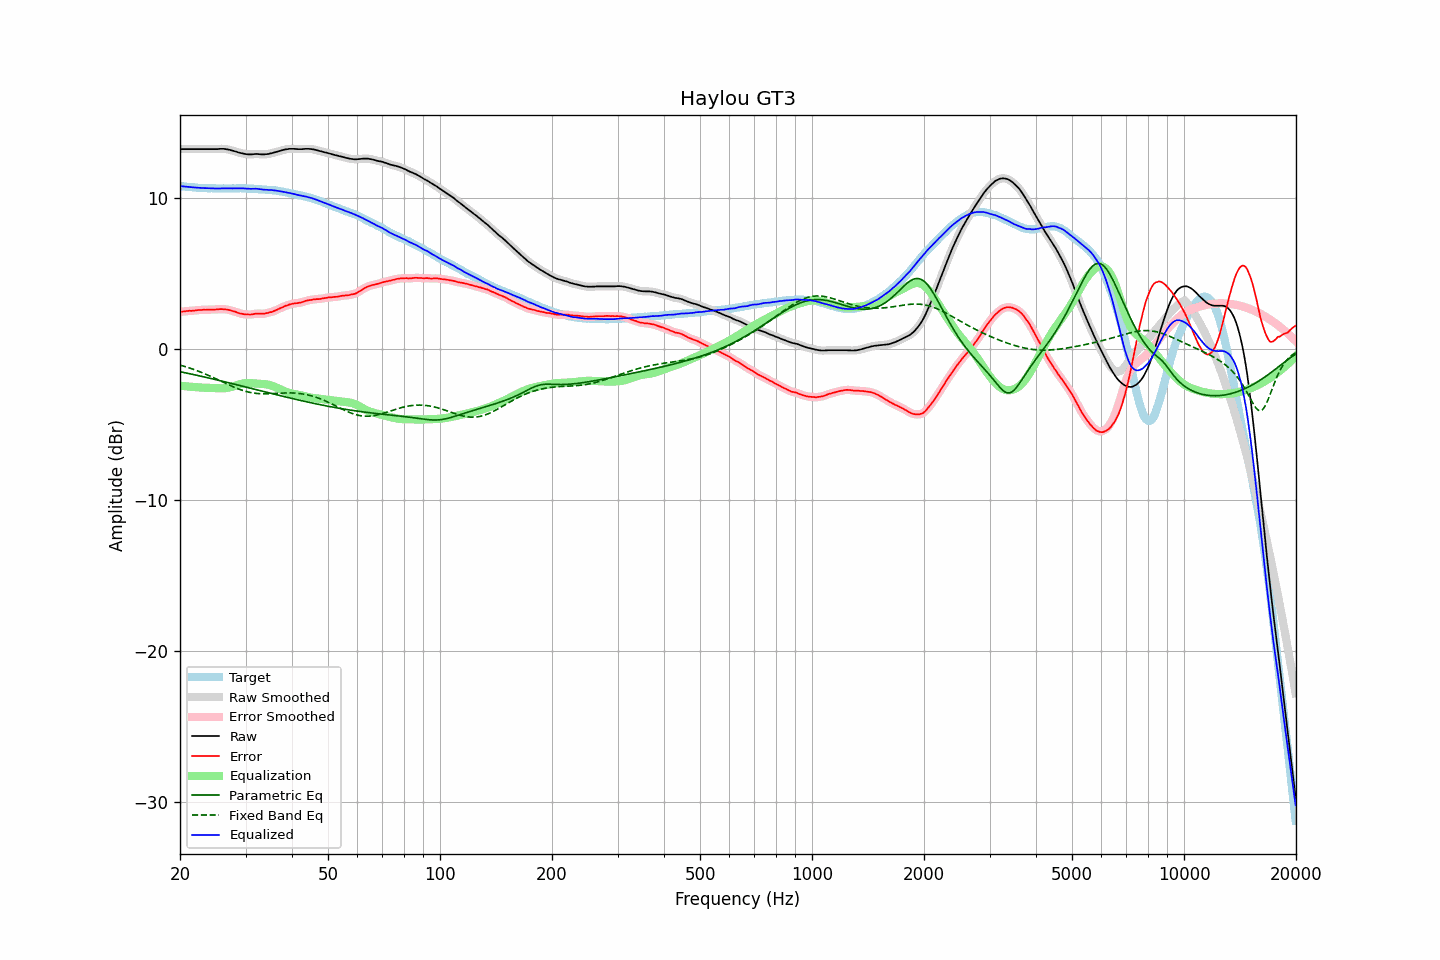 Haylou GT3
10
0
−10
−20
−30
Amplitude (dBr)
Target
Raw Smoothed
Error Smoothed
Raw
Error
Equalization
Parametric Eq
Fixed Band Eq
Equalized
20 50 100 200 500 1000 2000 5000 10000 20000
Frequency (Hz)